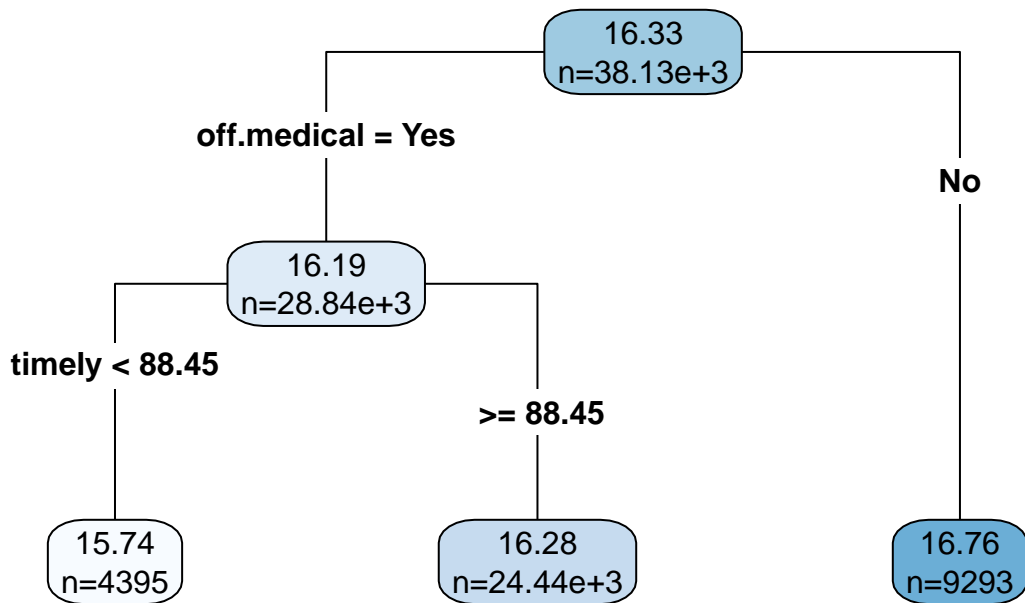 16.33
n=38.13e+3
off.medical = Yes
No
16.19
n=28.84e+3
timely < 88.45
>= 88.45
15.74
n=4395
16.28
n=24.44e+3
16.76
n=9293